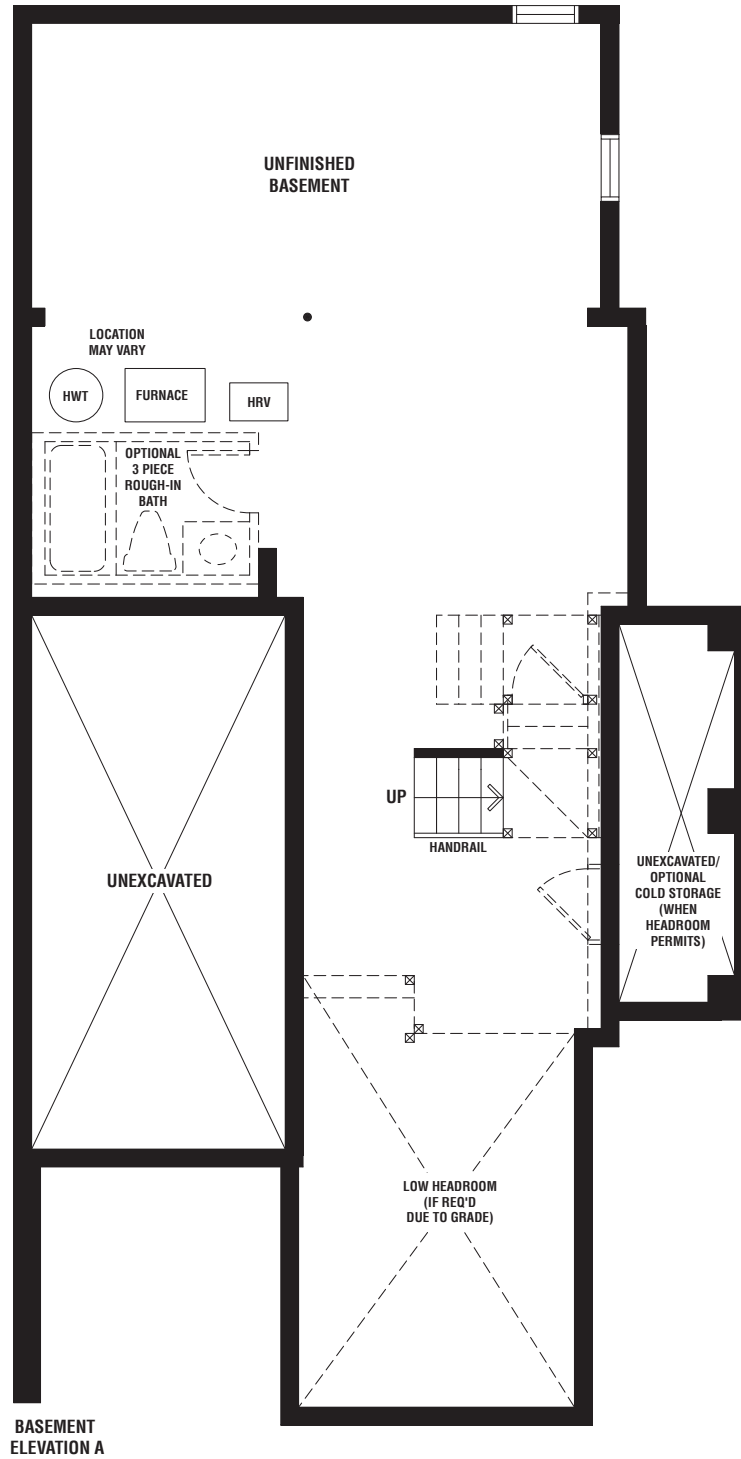 UNFINISHED
BASEMENT
LOCATION
MAY VARY
HWT
FURNACE
HRV
OPTIONAL
3 PIECE
ROUGH-IN
BATH
UP
HANDRAIL
UNEXCAVATED
UNEXCAVATED/
OPTIONAL
COLD STORAGE
(WHEN
HEADROOM
PERMITS)
LOW HEADROOM
(IF REQ'D
DUE TO GRADE)
BASEMENT
ELEVATION A